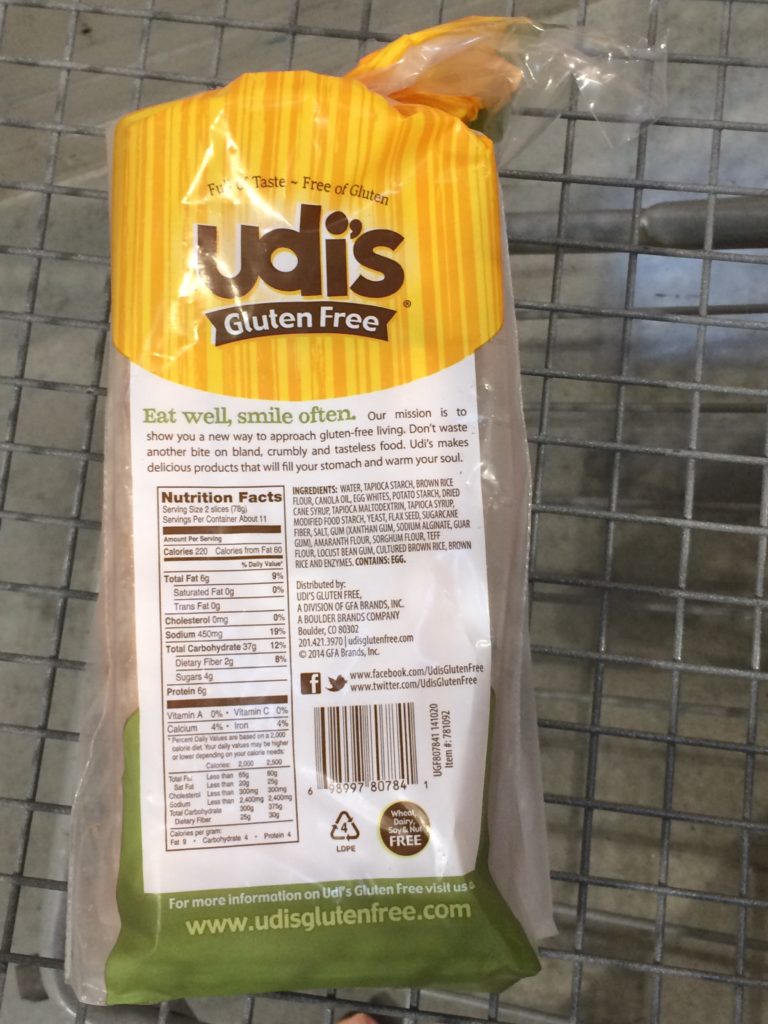 Taste ~ Free of Gluten
udi's®
Gluten Free
Eat well, smile often. Our mission is to
show you a new way to approach gluten-free living. Don't waste
another bite on bland, crumbly and tasteless food. Udi's makes
delicious products that will fill your stomach and warm your soul.
Nutrition Facts
Serving Size 2 slices (78g)
Servings Per Container About 11
Amount Per Serving
Calories 220 Calories from Fat 60
% Daily Value*
Total Fat 6g 9%
Saturated Fat 0g 0%
Trans Fat 0g
Cholesterol 0mg 0%
Sodium 450mg 19%
Total Carbohydrate 37g 12%
Dietary Fiber 2g 8%
Sugars 4g
Protein 6g
Vitamin A 0% • Vitamin C 0%
Calcium 4% • Iron 4%
*Percent Daily Values are based on a 2,000
calorie diet. Your daily values may be higher
or lower depending on your calorie needs:
Calories: 2,000 2,500
Total Less than 65g 80g
Sat Fat Less than 20g 25g
Cholesterol Less than 300mg 300mg
Sodium Less than 2,400mg 2,400mg
Total Carbohydrate 300g 375g
Dietary Fiber 25g 30g
Calories per gram:
Fat 9 • Carbohydrate 4 • Protein 4
INGREDIENTS: WATER, TAPIOCA STARCH, BROWN RICE
FLOUR, CANOLA OIL, EGG WHITES, POTATO STARCH, DRIED
CANE SYRUP, TAPIOCA MALTODEXTRIN, TAPIOCA SYRUP,
MODIFIED FOOD STARCH, YEAST, FLAX SEED, SUGARCANE
FIBER, SALT, GUM (XANTHAN GUM, SODIUM ALGINATE, GUAR
GUM), AMARANTH FLOUR, SORGHUM FLOUR, TEFF
FLOUR, LOCUST BEAN GUM, CULTURED BROWN RICE, BROWN
RICE AND ENZYMES. CONTAINS: EGG.
Distributed by:
UDI'S GLUTEN FREE,
A DIVISION OF GFA BRANDS, INC.
A BOULDER BRANDS COMPANY
Boulder, CO 80302
201.421.3970 | udisglutenfree.com
© 2014 GFA Brands, Inc.
www.facebook.com/UdisGlutenFree
www.twitter.com/UdisGlutenFree
6 98997 80784 1
UGF807841 141020
Item #: 781092
4
LDPE
Wheat,
Dairy,
Soy & Nut
FREE
For more information on Udi's Gluten Free visit us
www.udisglutenfree.com